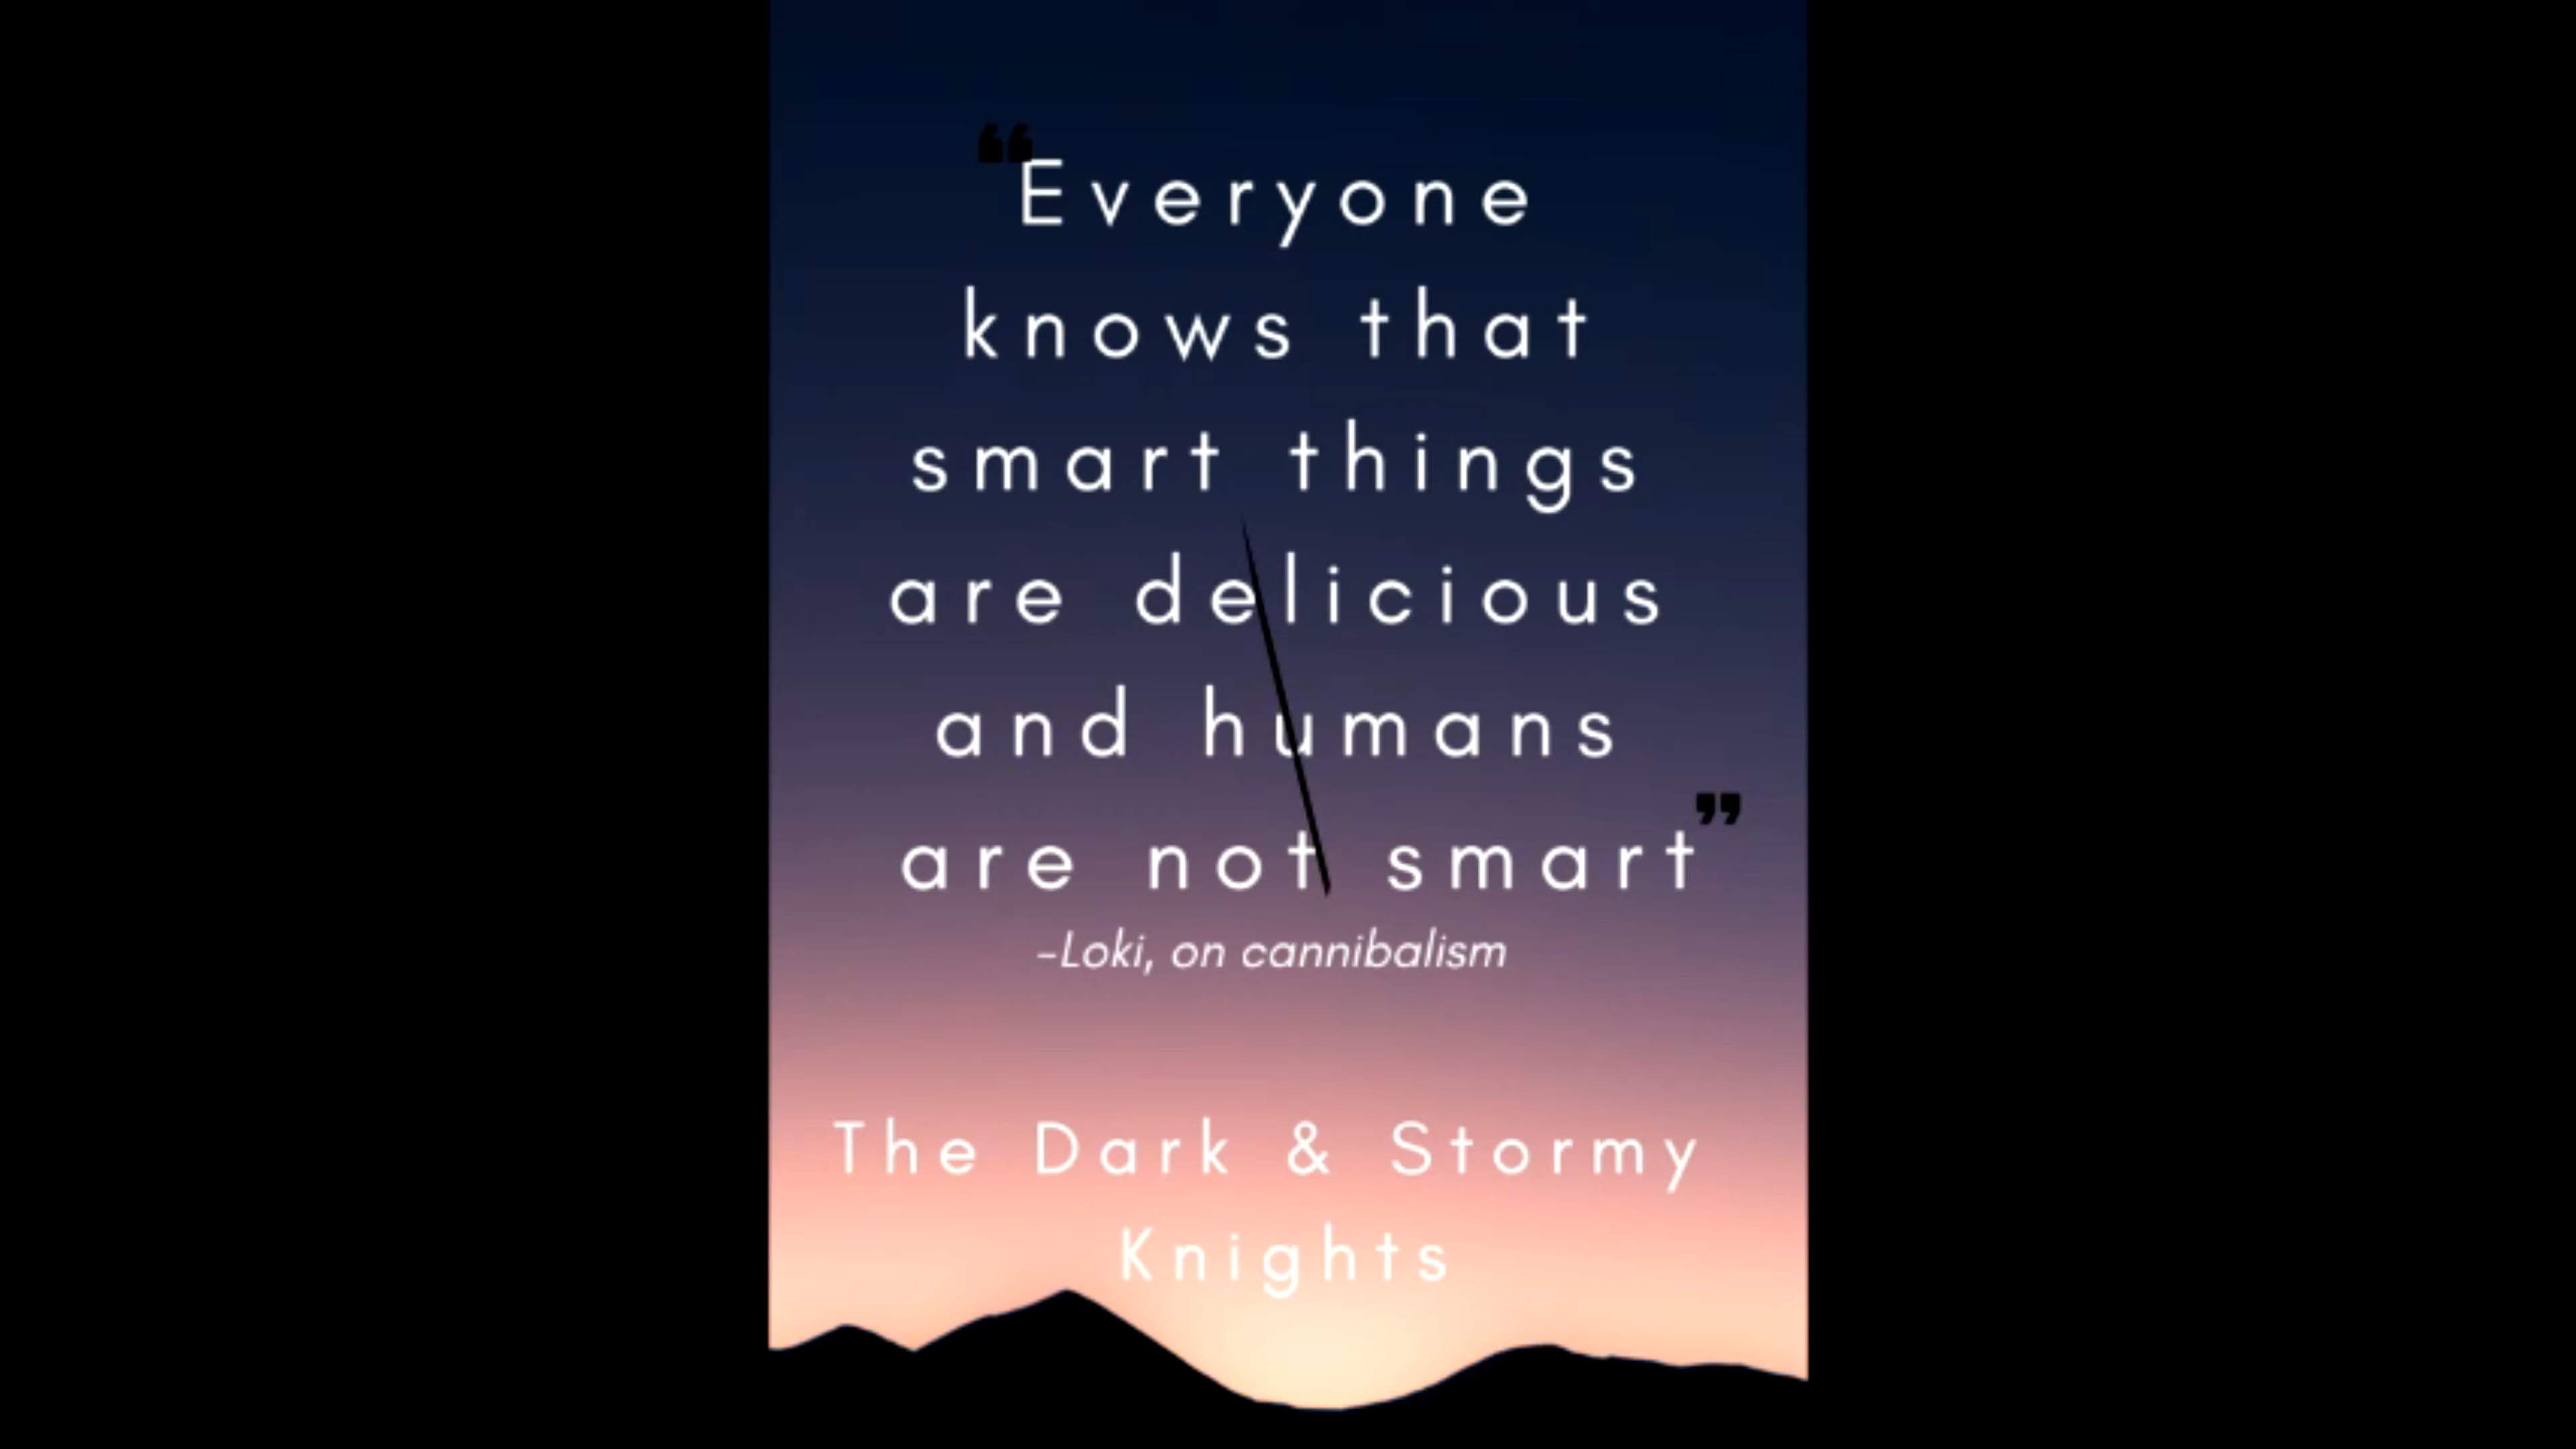 “Everyone
knows that
smart things
are delicious
and humans
are not smart”
-Loki, on cannibalism
The Dark & Stormy
Knights